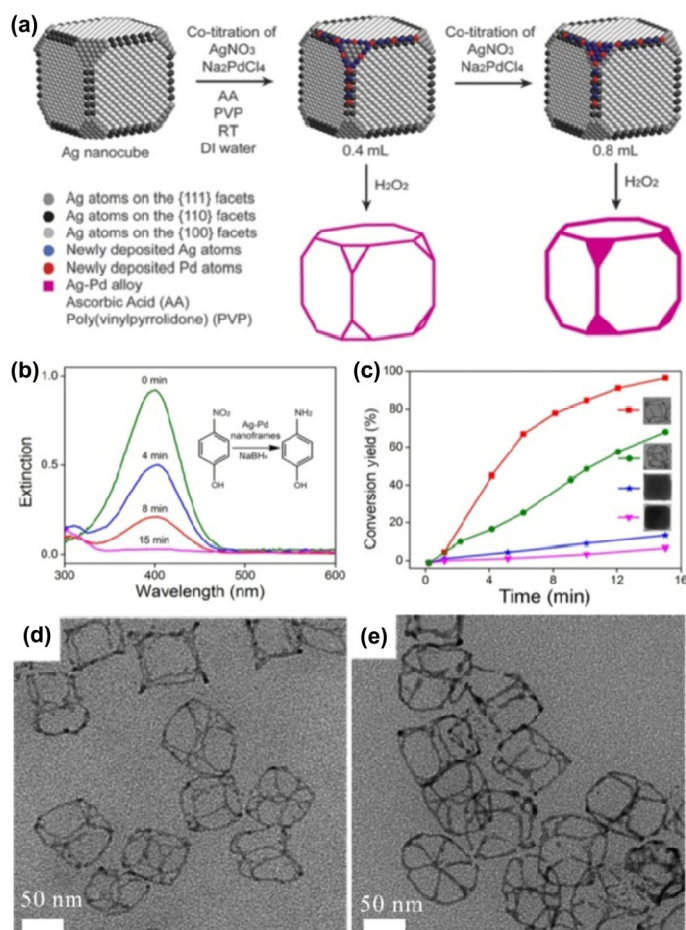 (a)
Co-titration of
AgNO₃
Na₂PdCl₄
AA
PVP
RT
DI water
Co-titration of
AgNO₃
Na₂PdCl₄
Ag nanocube
0.4 mL
0.8 mL
H₂O₂
H₂O₂
Ag atoms on the {111} facets
Ag atoms on the {110} facets
Ag atoms on the {100} facets
Newly deposited Ag atoms
Newly deposited Pd atoms
Ag-Pd alloy
Ascorbic Acid (AA)
Poly(vinylpyrrolidone) (PVP)
(b)
Extinction
1.0
0.5
0.0
0 min
4 min
8 min
15 min
NO₂
OH
Ag-Pd
nanoframes
NaBH₄
NH₂
OH
300
400
500
600
Wavelength (nm)
(c)
Conversion yield (%)
100
80
60
40
20
0
0
4
8
12
16
Time (min)
(d)
50 nm
(e)
50 nm